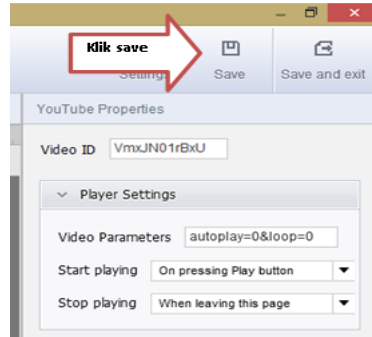 Klik save
Settings
Save
Save and exit
YouTube Properties
Video ID VmxJN01rBxU
Player Settings
Video Parameters autoplay=0&loop=0
Start playing On pressing Play button
Stop playing When leaving this page